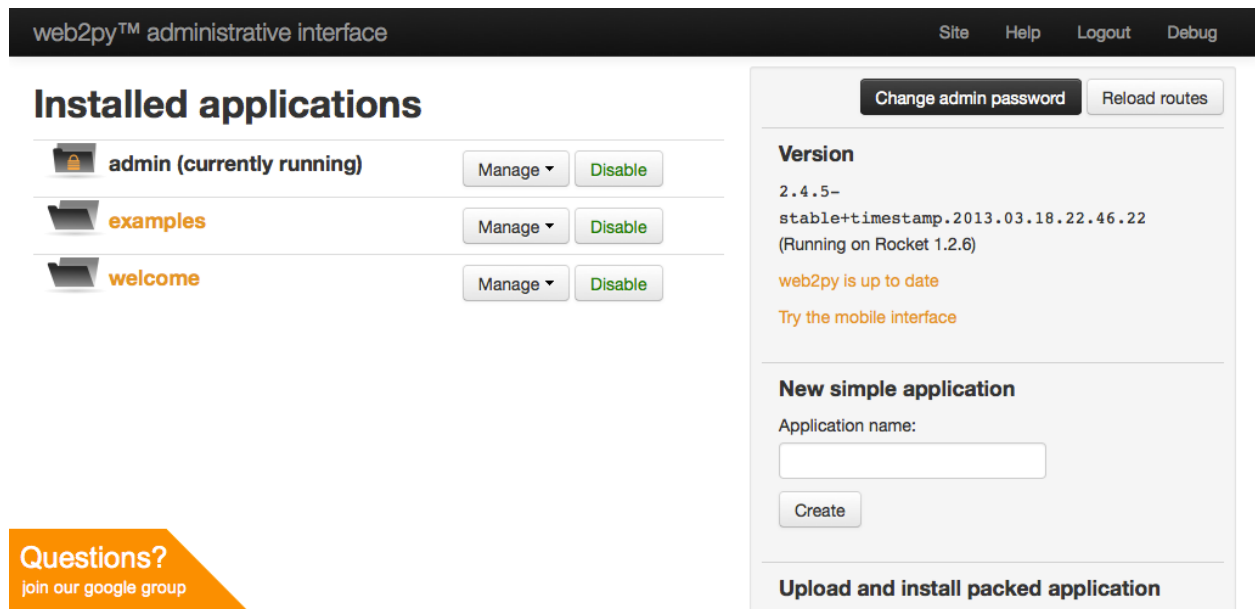 web2py™ administrative interface
Site Help Logout Debug
Installed applications
admin (currently running)
Manage Disable
examples
Manage Disable
welcome
Manage Disable
Change admin password Reload routes
Version
2.4.5-
stable+timestamp.2013.03.18.22.46.22
(Running on Rocket 1.2.6)
web2py is up to date
Try the mobile interface
New simple application
Application name:
Create
Upload and install packed application
Questions?
join our google group